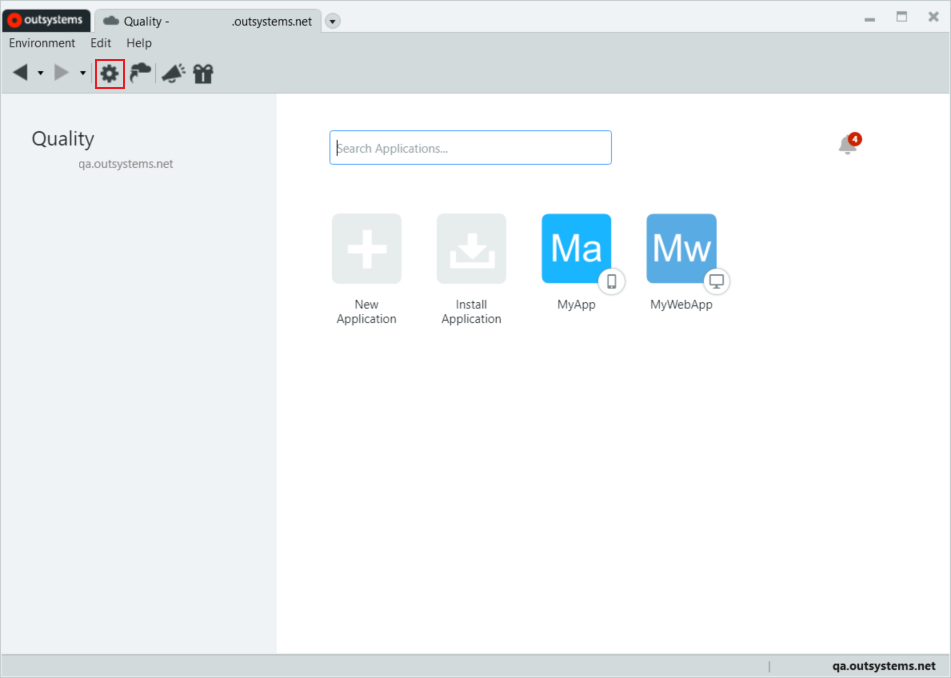 outsystems
Quality - .outsystems.net
Environment Edit Help
Quality
qa.outsystems.net
Search Applications...
4
Ma
Mw
New
Application
Install
Application
MyApp
MyWebApp
qa.outsystems.net